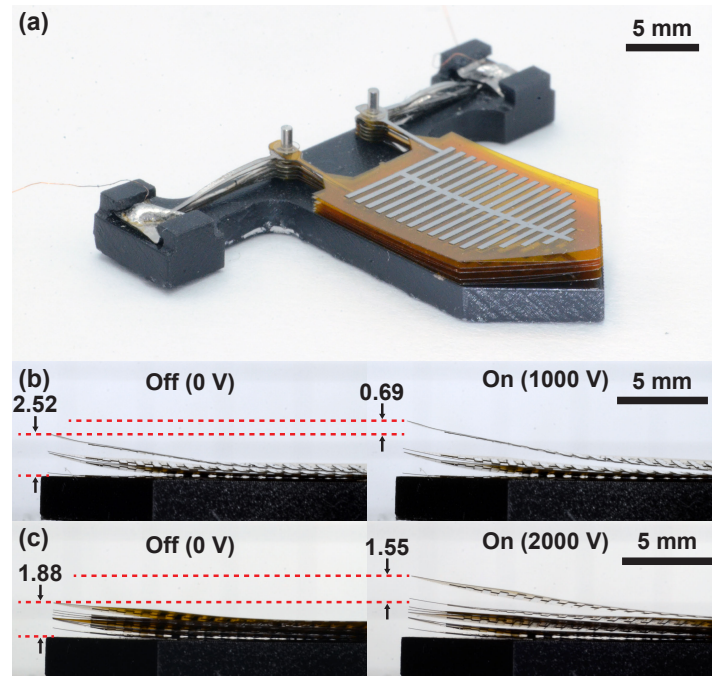 (a)
5 mm
(b)
Off (0 V)
On (1000 V)
5 mm
2.52
0.69
(c)
Off (0 V)
On (2000 V)
5 mm
1.88
1.55